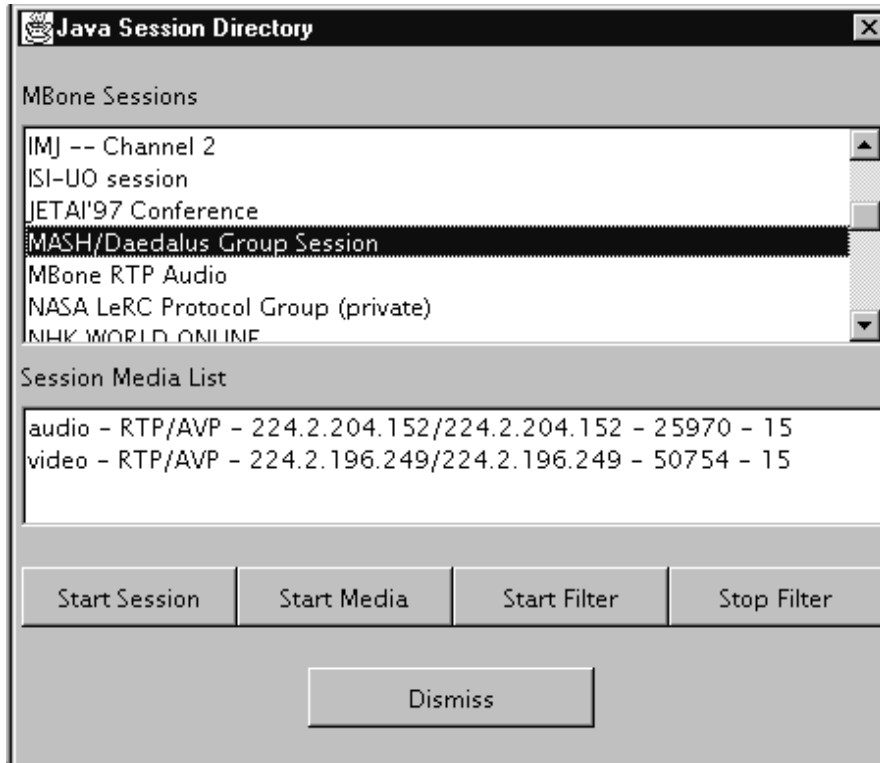 Java Session Directory
MBone Sessions
IMJ -- Channel 2
ISI-UO session
JETAI'97 Conference
MASH/Daedalus Group Session
MBone RTP Audio
NASA LeRC Protocol Group (private)
NHK WORLD ONLINE
Session Media List
audio - RTP/AVP - 224.2.204.152/224.2.204.152 - 25970 - 15
video - RTP/AVP - 224.2.196.249/224.2.196.249 - 50754 - 15
Start Session Start Media Start Filter Stop Filter
Dismiss